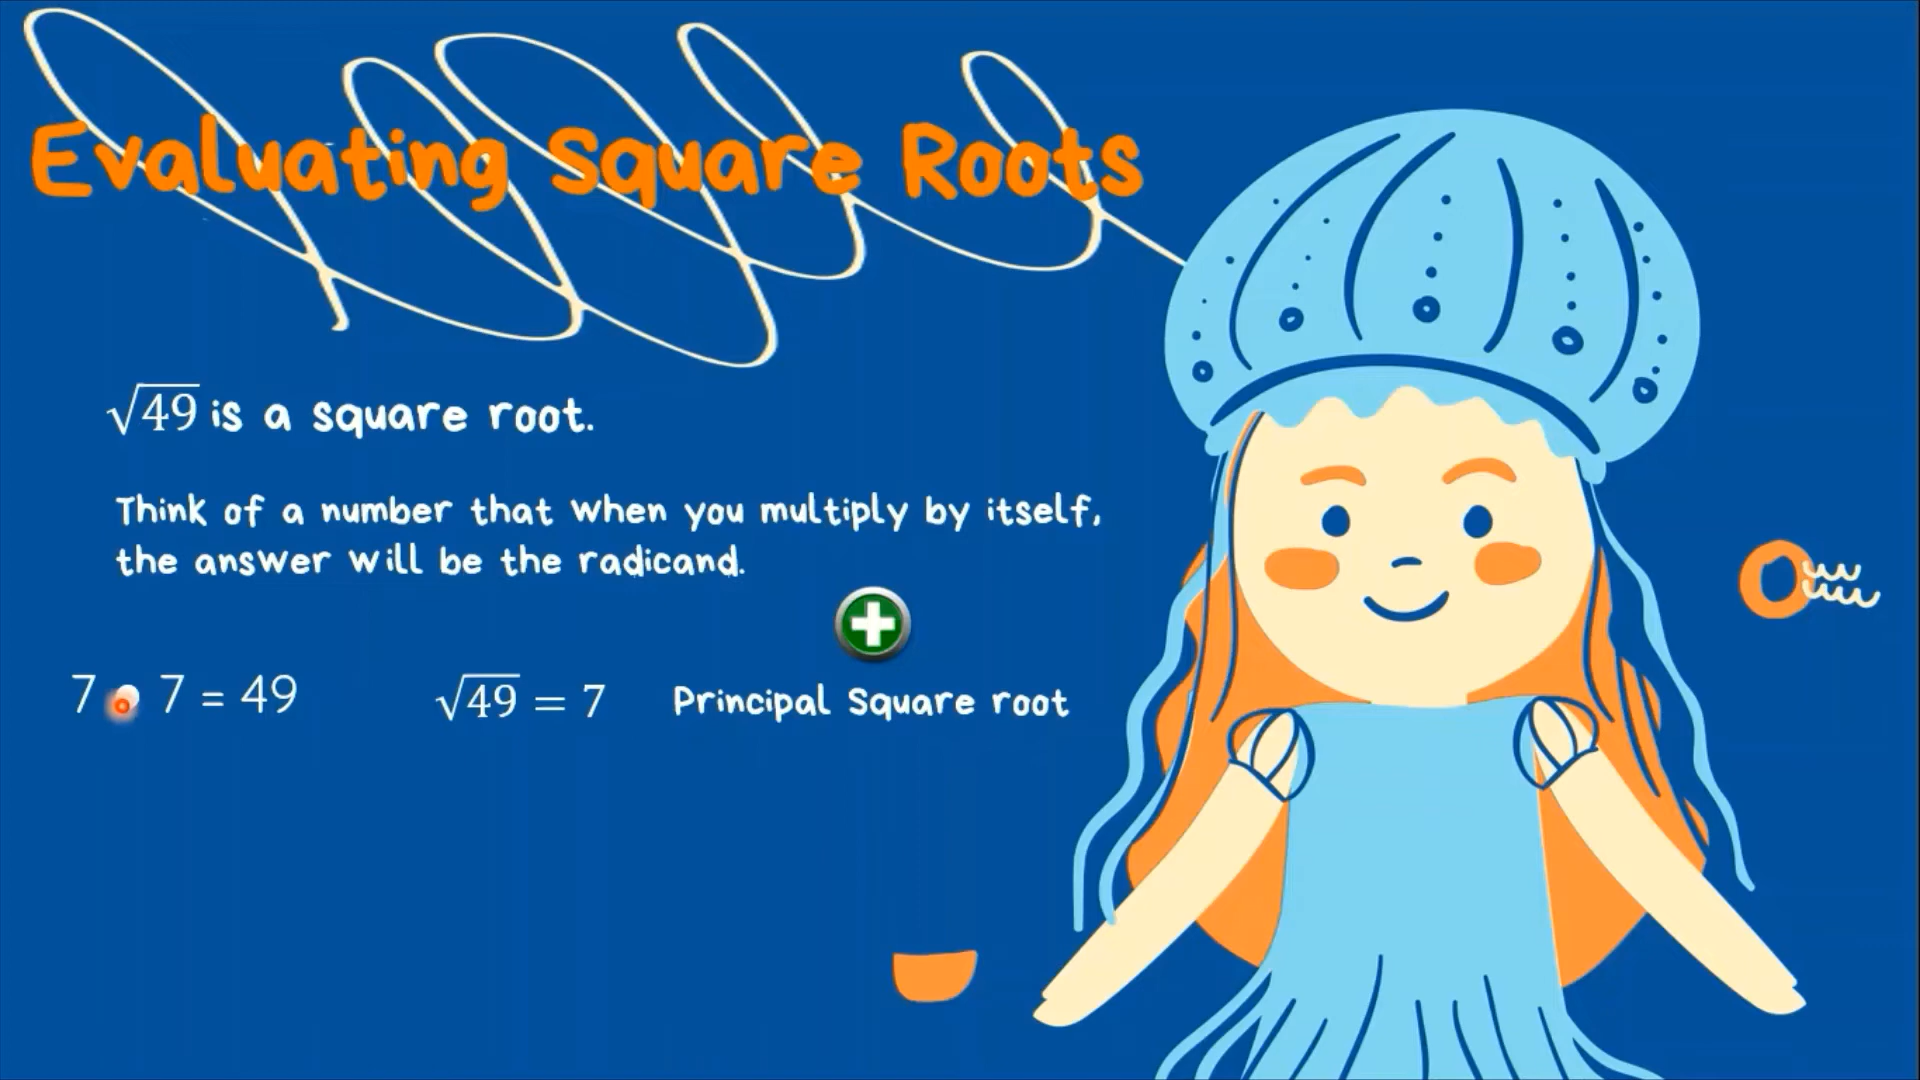 Evaluating Square Roots
√49 is a square root.
Think of a number that when you multiply by itself,
the answer will be the radicand.
7 • 7 = 49
√49 = 7
Principal Square root